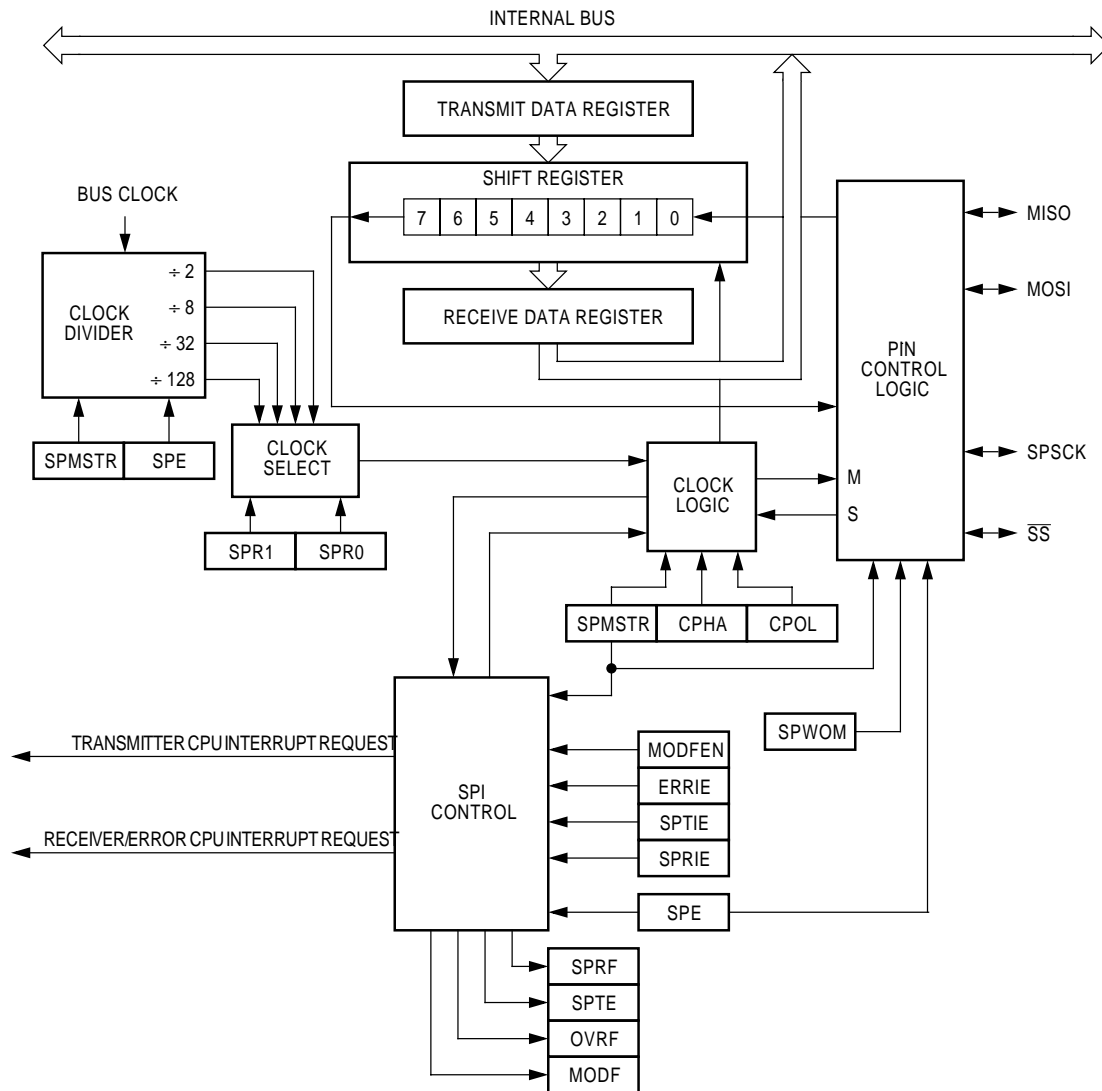 INTERNAL BUS
TRANSMIT DATA REGISTER
SHIFT REGISTER
7 6 5 4 3 2 1 0
RECEIVE DATA REGISTER
BUS CLOCK
CLOCK
DIVIDER
÷ 2
÷ 8
÷ 32
÷ 128
SPMSTR SPE
CLOCK
SELECT
SPR1 SPR0
CLOCK
LOGIC
SPMSTR CPHA CPOL
PIN
CONTROL
LOGIC
M
S
MISO
MOSI
SPSCK
SS
SPWOM
SPI
CONTROL
TRANSMITTER CPU INTERRUPT REQUEST
RECEIVER/ERROR CPU INTERRUPT REQUEST
MODFEN
ERRIE
SPTIE
SPRIE
SPE
SPRF
SPTE
OVRF
MODF